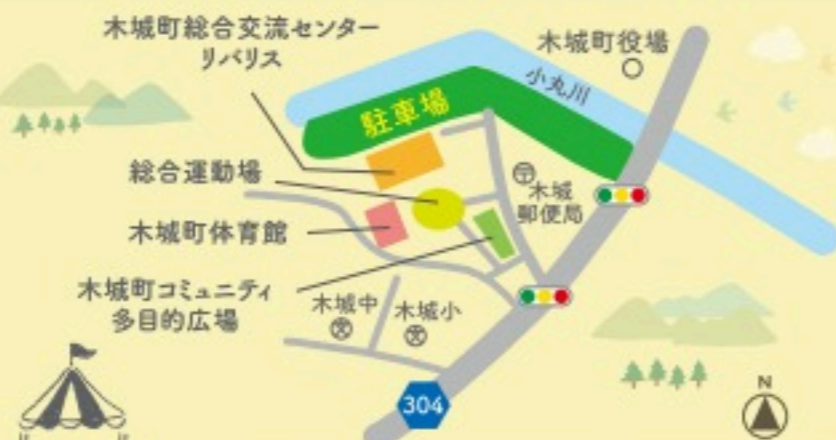 木城町総合交流センター
リバリス
木城町役場
小丸川
駐車場
総合運動場
木城
郵便局
木城町体育館
木城町コミュニティ
多目的広場
木城中
文
木城小
文
304
N